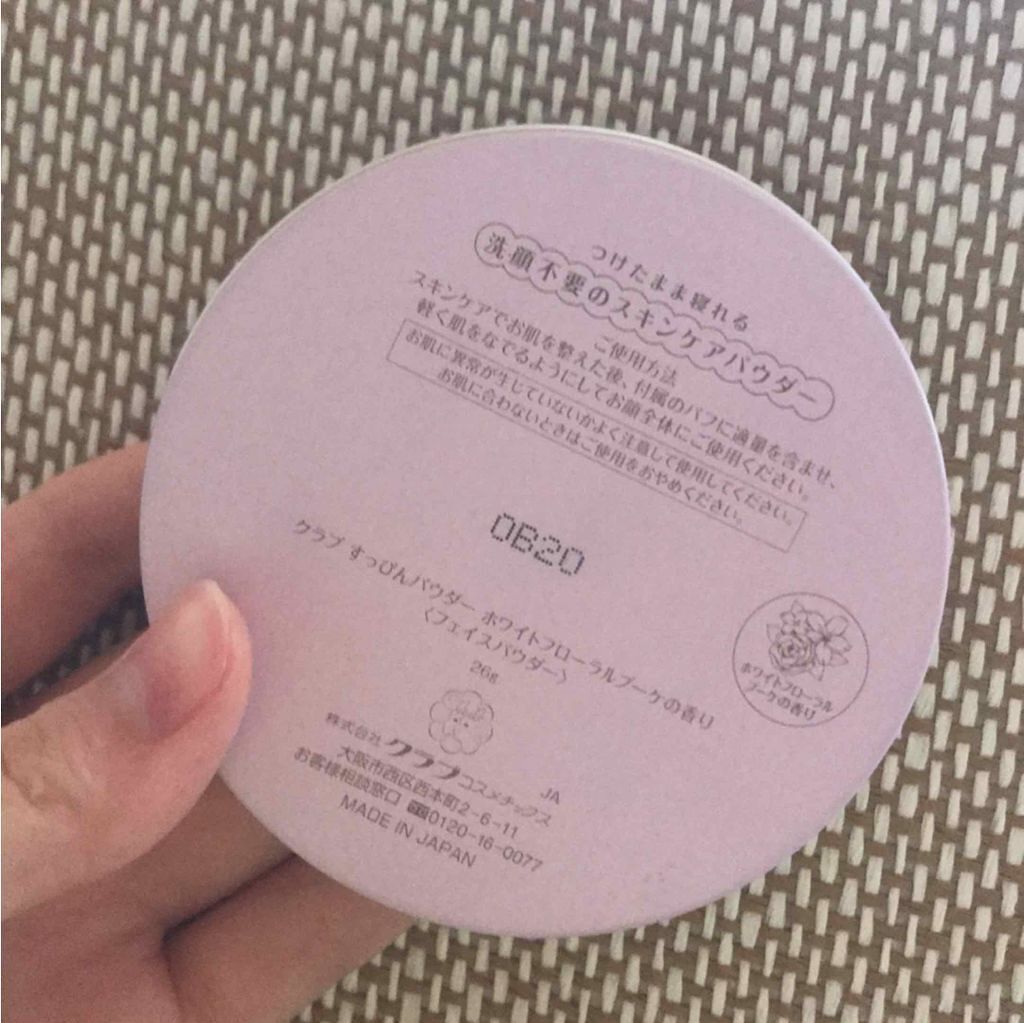 つけたまま寝れる
洗顔不要のスキンケアパウダー
ご使用方法
スキンケアでお肌を整えた後、付属のパフに適量を含ませ、
軽く肌をなでるようにしてお顔全体にご使用ください。
お肌に異常が生じていないかよく注意して使用してください。
お肌に合わないときはご使用をおやめください。
0B20
クラブ すっぴんパウダー ホワイトフローラルブーケの香り
〈フェイスパウダー〉
26g
ホワイトフローラル
ブーケの香り
JA
株式会社 クラブコスメチックス
大阪市西区西本町2-6-11
お客様相談窓口 0120-16-0077
MADE IN JAPAN